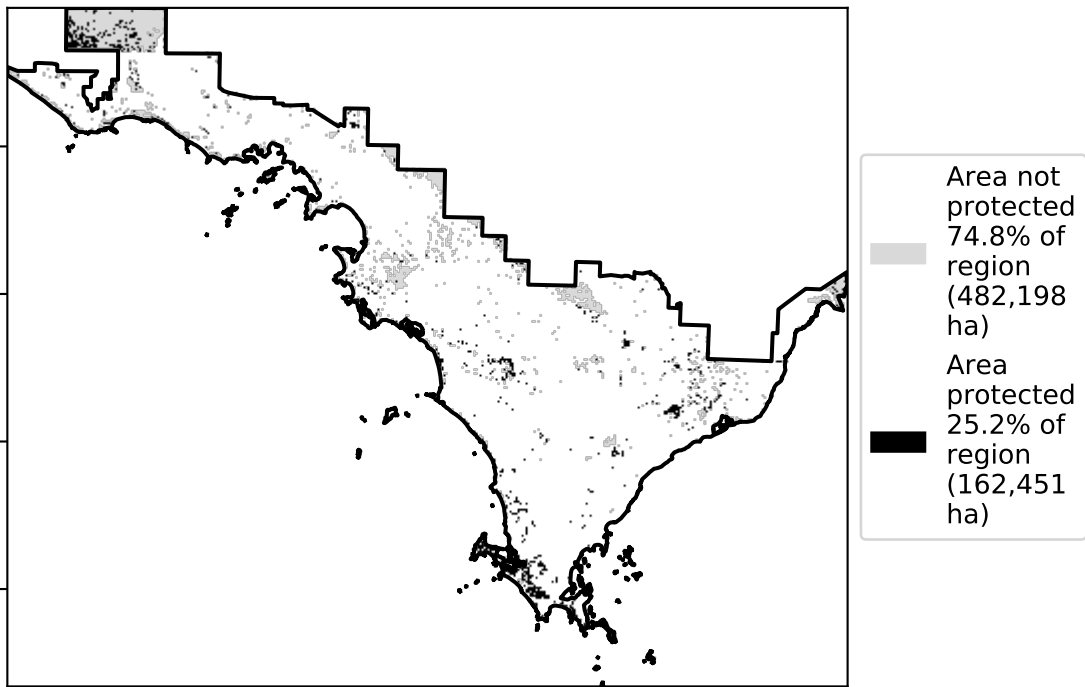 Area not
protected
74.8% of
region
(482,198
ha)
Area
protected
25.2% of
region
(162,451
ha)